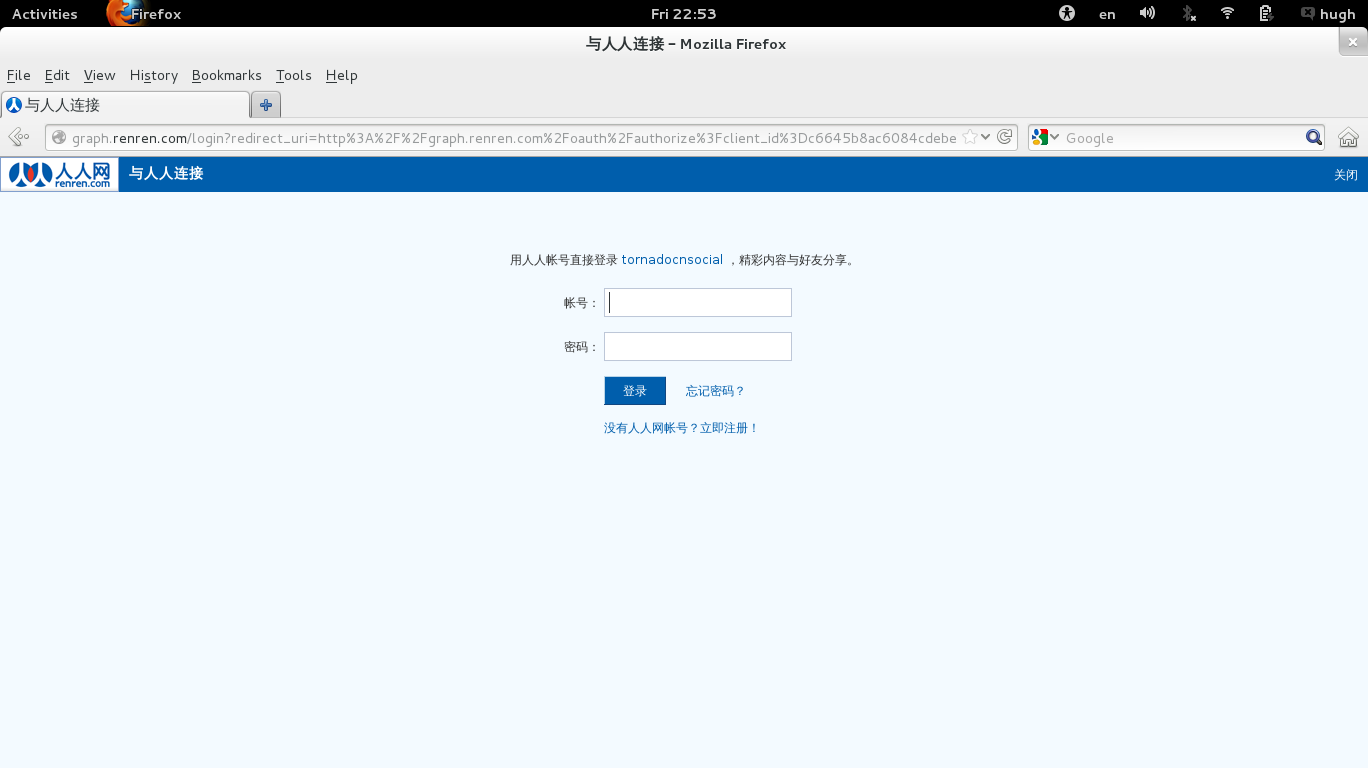 Activities Firefox Fri 22:53 en hugh
与人人连接 - Mozilla Firefox
File Edit View History Bookmarks Tools Help
与人人连接
graph.renren.com/login?redirect_uri=http%3A%2F%2Fgraph.renren.com%2Foauth%2Fauthorize%3Fclient_id%3Dc6645b8ac6084cdebe Google
人人网 renren.com 与人人连接 关闭
用人人帐号直接登录 tornadocnsocial ，精彩内容与好友分享。
帐号：
密码：
登录 忘记密码？
没有人人网帐号？立即注册！